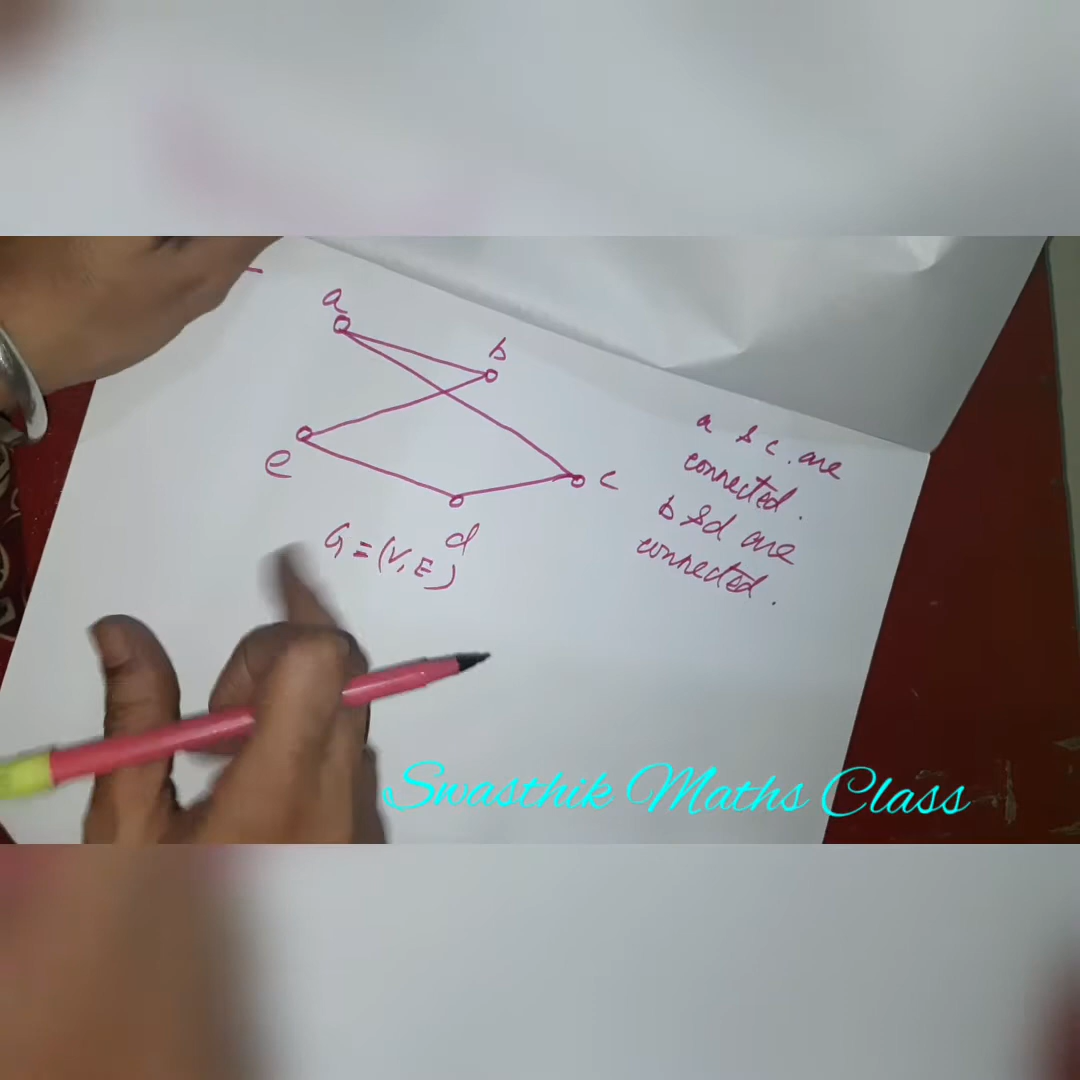 a
b
e
c
d
G = (V, E)
a & c. are
connected.
b & d are
connected.
Swasthik Maths Class